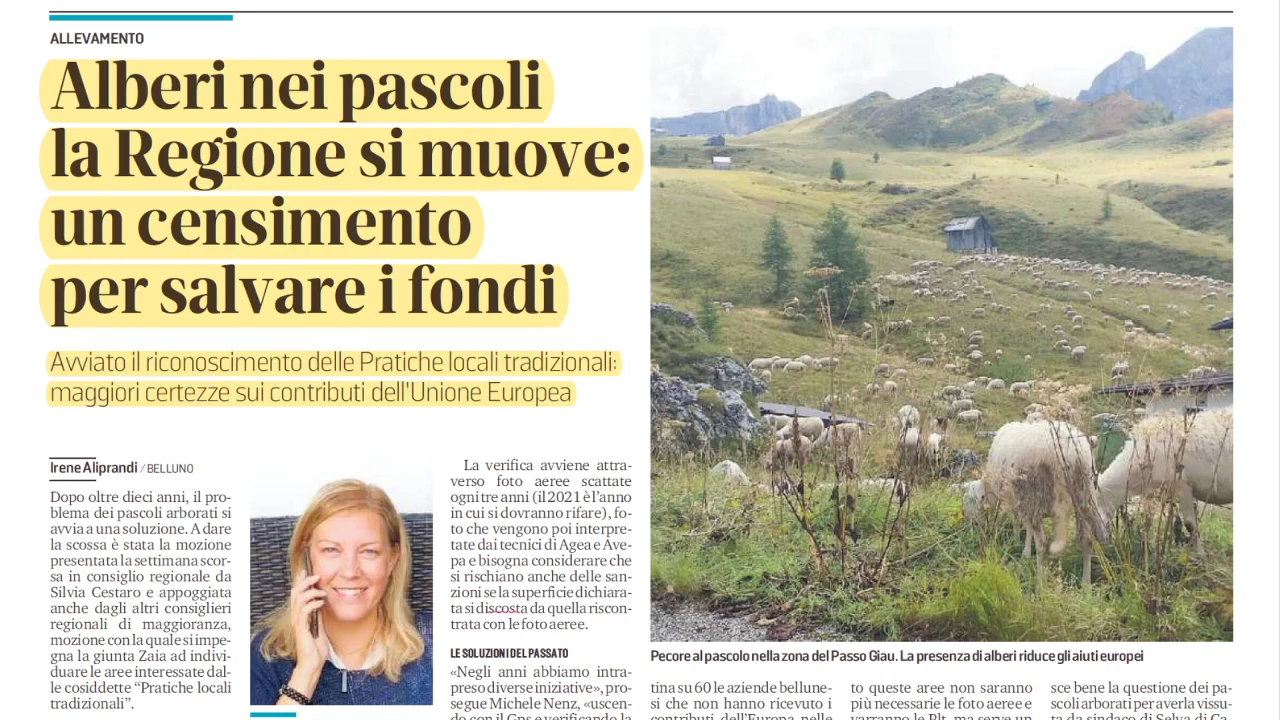 ALLEVAMENTO
Alberi nei pascoli
la Regione si muove:
un censimento
per salvare i fondi
Avviato il riconoscimento delle Pratiche locali tradizionali:
maggiori certezze sui contributi dell'Unione Europea
Irene Aliprandi / BELLUNO
Dopo oltre dieci anni, il pro-
blema dei pascoli arborati si
avvia a una soluzione. A dare
la scossa è stata la mozione
presentata la settimana scor-
sa in consiglio regionale da
Silvia Cestaro e appoggiata
anche dagli altri consiglieri
regionali di maggioranza,
mozione con la quale si impe-
gna la giunta Zaia ad indivi-
duare le aree interessate dal-
le cosiddette “Pratiche locali
tradizionali”.
La verifica avviene attra-
verso foto aeree scattate
ogni tre anni (il 2021 è l'anno
in cui si dovranno rifare), fo-
to che vengono poi interpre-
tate dai tecnici di Agea e Ave-
pa e bisogna considerare che
si rischiano anche delle san-
zioni se la superficie dichiara-
ta si discosta da quella riscon-
trata con le foto aeree.
LE SOLUZIONI DEL PASSATO
«Negli anni abbiamo intra-
preso diverse iniziative», pro-
segue Michele Nenz, «uscen-
do con il Gps e verificando la
Pecore al pascolo nella zona del Passo Giau. La presenza di alberi riduce gli aiuti europei
tina su 60 le aziende bellune-
si che non hanno ricevuto i
contributi dell'Europa nelle
to queste aree non saranno
più necessarie le foto aeree e
varranno le Plt, ma serve un
sce bene la questione dei pa-
scoli arborati per averla vissu-
ta da sindaco di Selva di Ca-